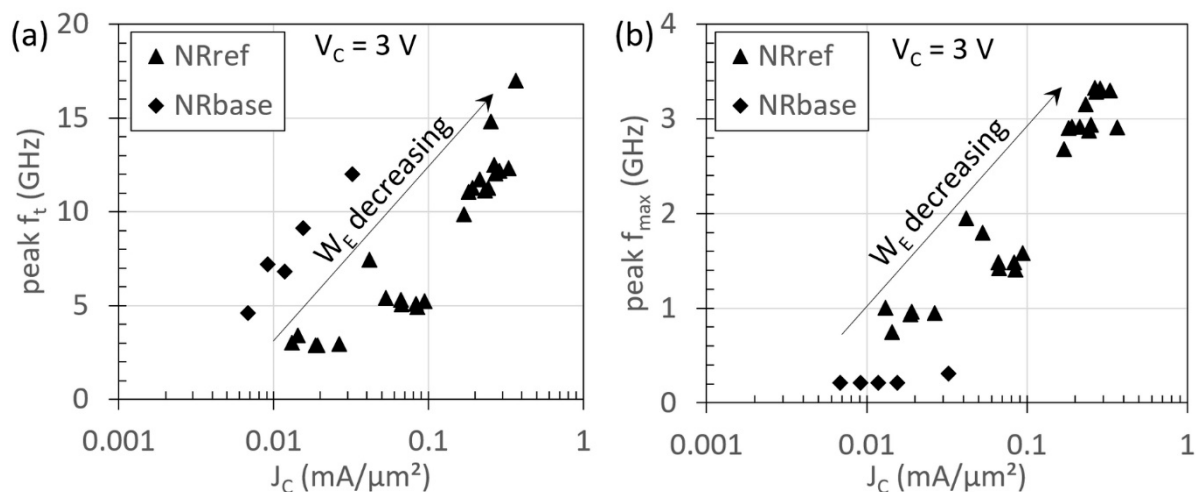 (a)
V_C = 3 V
NRref
NRbase
W_E decreasing
peak f_t (GHz)
20
15
10
5
0
0.001
0.01
0.1
1
J_C (mA/µm²)
(b)
V_C = 3 V
NRref
NRbase
W_E decreasing
peak f_max (GHz)
4
3
2
1
0
0.001
0.01
0.1
1
J_C (mA/µm²)